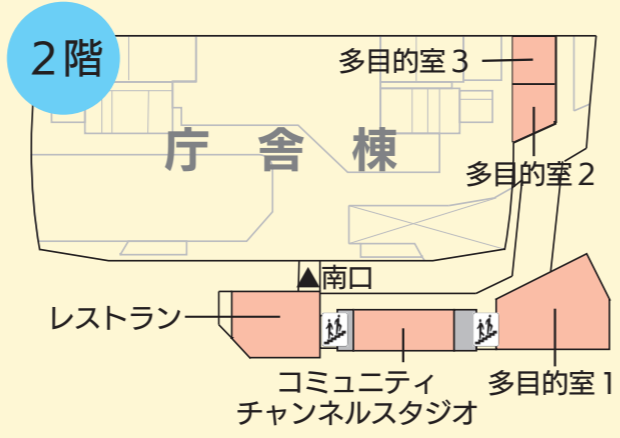 2階
多目的室3
庁舎棟
多目的室2
▲南口
レストラン
コミュニティ
チャンネルスタジオ
多目的室1